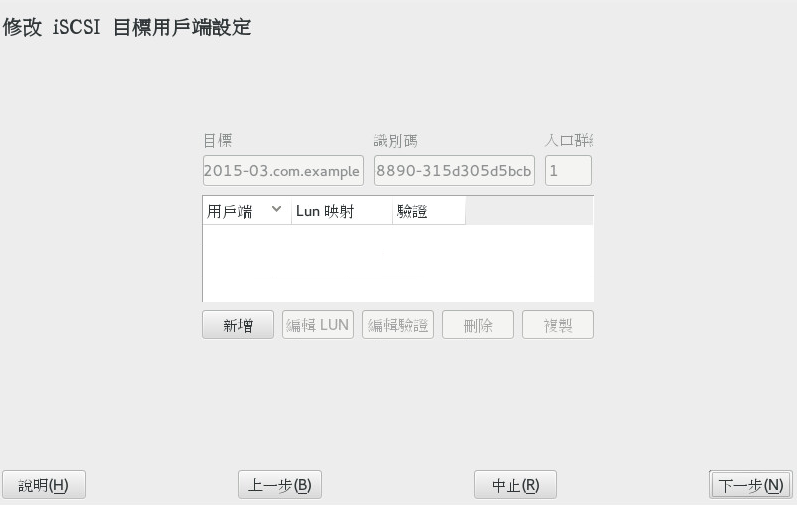 修改 iSCSI 目標用戶端設定
目標 識別碼 入口群
2015-03.com.example 8890-315d305d5bcb 1
用戶端 Lun 映射 驗證
新增 編輯 LUN 編輯驗證 刪除 複製
說明(H) 上一步(B) 中止(R) 下一步(N)